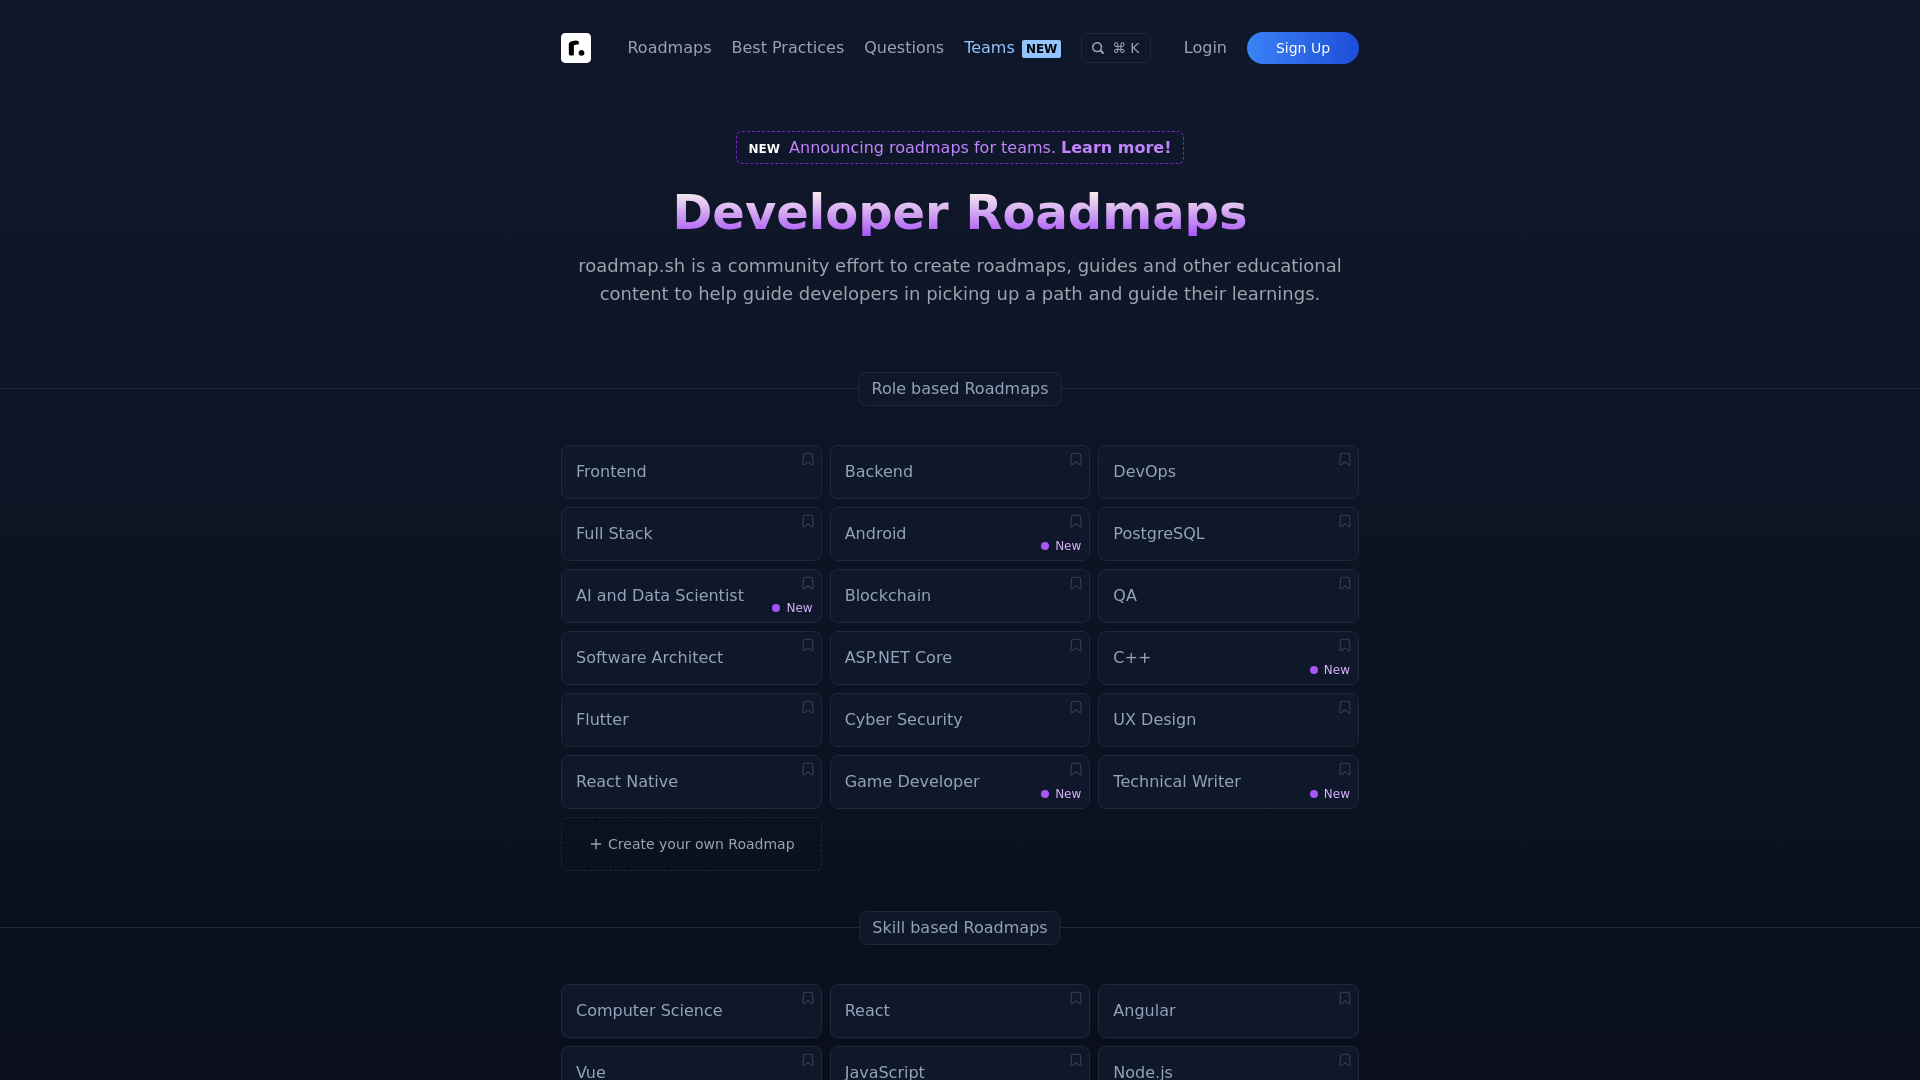 r.
Roadmaps Best Practices Questions Teams NEW ⌘ K Login Sign Up
NEW Announcing roadmaps for teams. Learn more!
Developer Roadmaps
roadmap.sh is a community effort to create roadmaps, guides and other educational
content to help guide developers in picking up a path and guide their learnings.
Role based Roadmaps
Frontend
Backend
DevOps
Full Stack
Android
New
PostgreSQL
AI and Data Scientist
New
Blockchain
QA
Software Architect
ASP.NET Core
C++
New
Flutter
Cyber Security
UX Design
React Native
Game Developer
New
Technical Writer
New
+ Create your own Roadmap
Skill based Roadmaps
Computer Science
React
Angular
Vue
JavaScript
Node.js